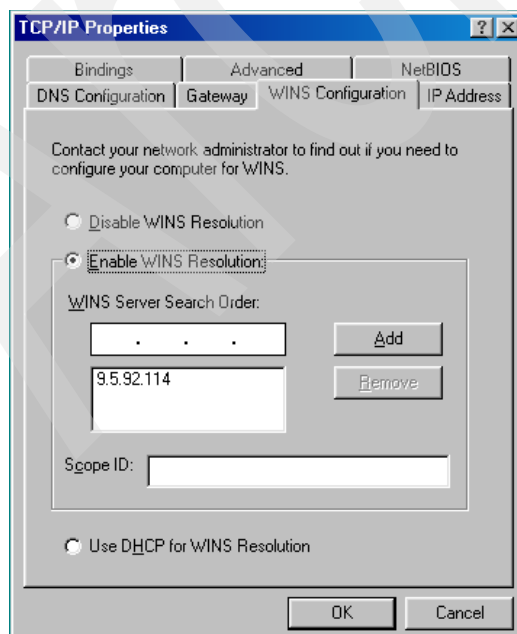 TCP/IP Properties
Bindings Advanced NetBIOS
DNS Configuration Gateway WINS Configuration IP Address
Contact your network administrator to find out if you need to
configure your computer for WINS.
Disable WINS Resolution
Enable WINS Resolution:
WINS Server Search Order:
. . .
Add
9.5.92.114
Remove
Scope ID:
Use DHCP for WINS Resolution
OK Cancel